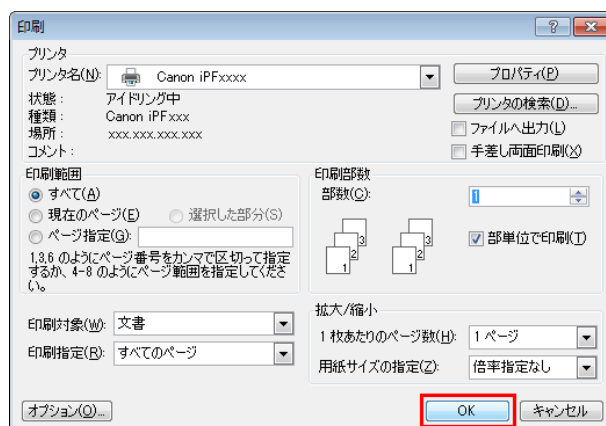 印刷
プリンタ
プリンタ名(N): Canon iPFxxxx プロパティ(P)
状態： アイドリング中 プリンタの検索(D)...
種類： Canon iPFxxx ファイルへ出力(L)
場所： xxx.xxx.xxx.xxx 手差し両面印刷(X)
コメント：
印刷範囲 印刷部数
すべて(A) 部数(C): 1
現在のページ(E) 選択した部分(S)
ページ指定(G): 部単位で印刷(T)
1,3,6 のようにページ番号をカンマで区切って指定
するか、4-8 のようにページ範囲を指定してくださ
い。
1 2 3 1 2 3
拡大/縮小
印刷対象(W): 文書 1 枚あたりのページ数(H): 1 ページ
印刷指定(R): すべてのページ 用紙サイズの指定(Z): 倍率指定なし
オプション(O)... OK キャンセル